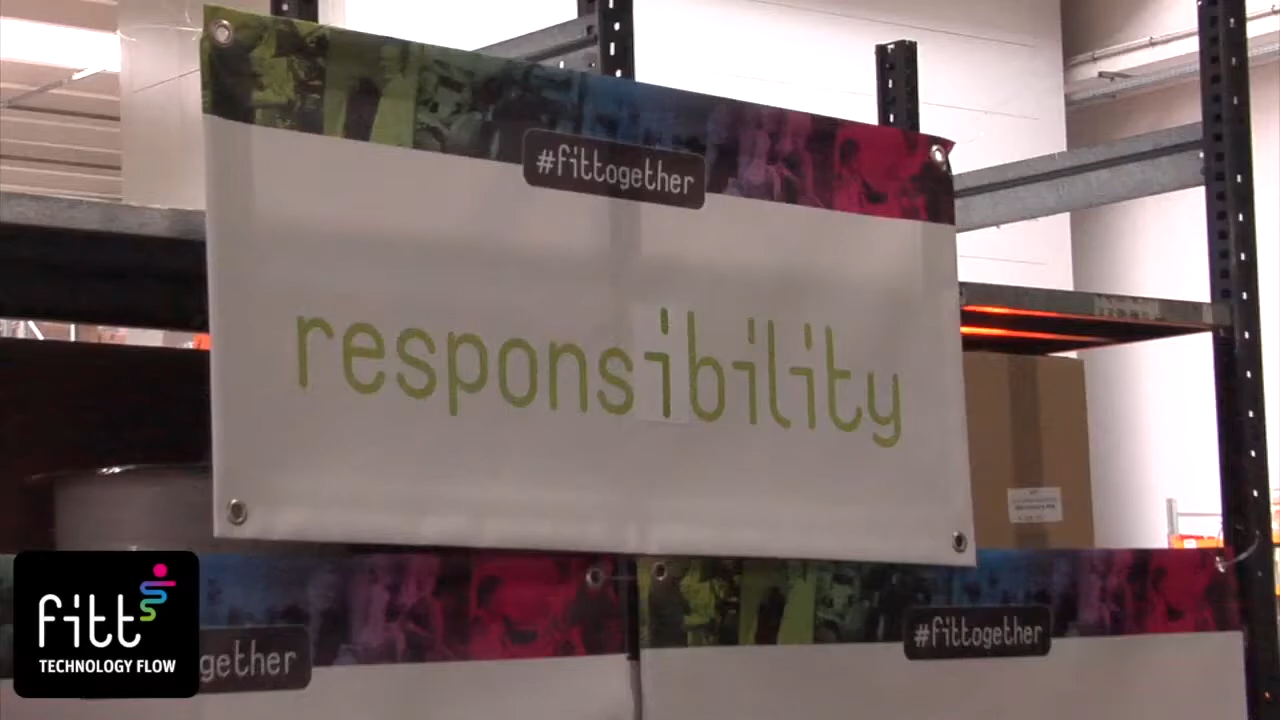 #fittogether
responsibility
fitt
TECHNOLOGY FLOW
gether
#fittogether